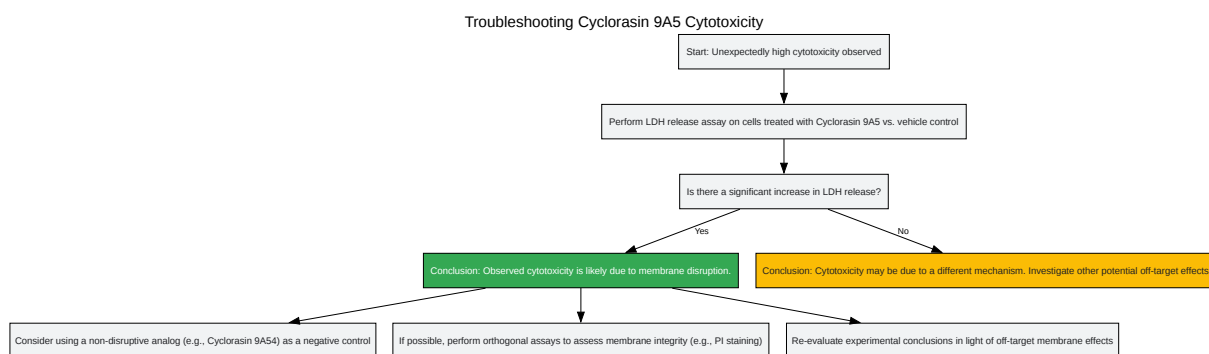 Troubleshooting Cyclorasin 9A5 Cytotoxicity
Start: Unexpectedly high cytotoxicity observed
Perform LDH release assay on cells treated with Cyclorasin 9A5 vs. vehicle control
Is there a significant increase in LDH release?
Yes
No
Conclusion: Observed cytotoxicity is likely due to membrane disruption.
Conclusion: Cytotoxicity may be due to a different mechanism. Investigate other potential off-target effects
Consider using a non-disruptive analog (e.g., Cyclorasin 9A54) as a negative control
If possible, perform orthogonal assays to assess membrane integrity (e.g., PI staining)
Re-evaluate experimental conclusions in light of off-target membrane effects